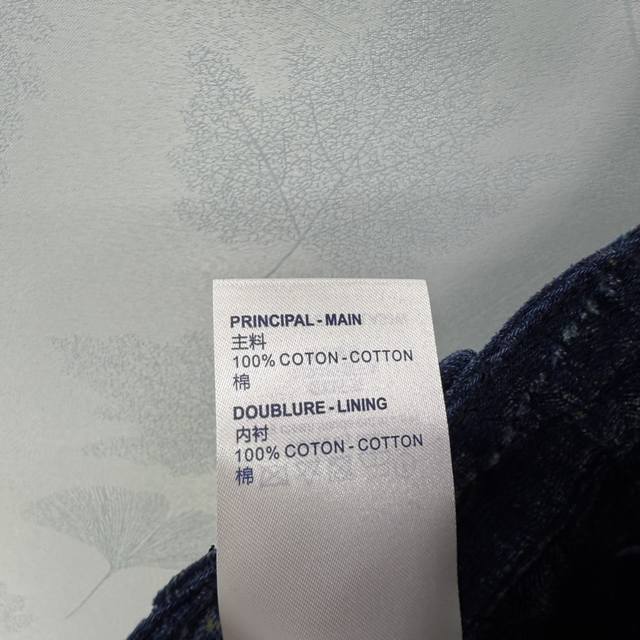 PRINCIPAL - MAIN
主料
100% COTON - COTTON
棉
DOUBLURE - LINING
内衬
100% COTON - COTTON
棉